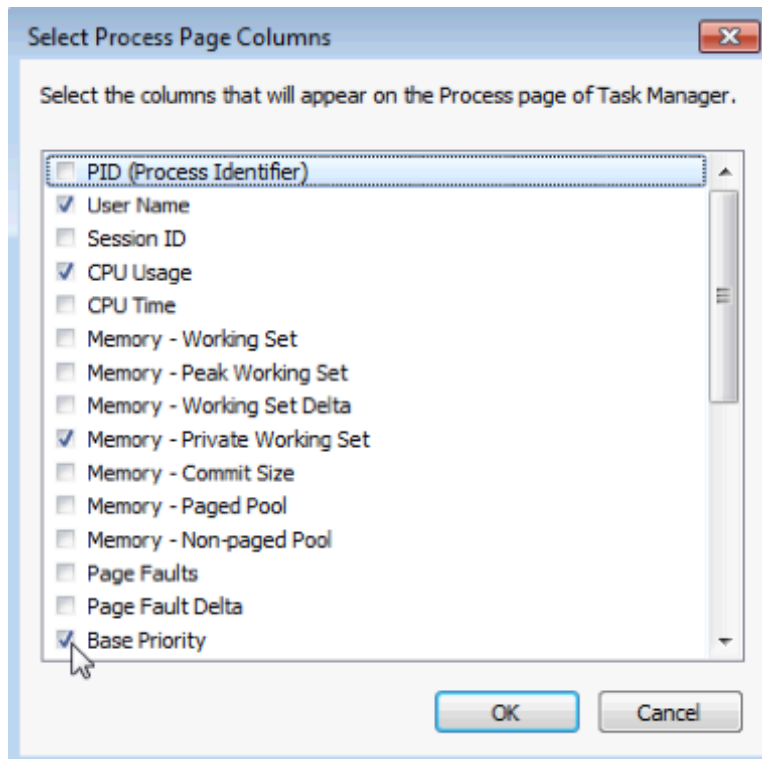 Select Process Page Columns
Select the columns that will appear on the Process page of Task Manager.
PID (Process Identifier)
User Name
Session ID
CPU Usage
CPU Time
Memory - Working Set
Memory - Peak Working Set
Memory - Working Set Delta
Memory - Private Working Set
Memory - Commit Size
Memory - Paged Pool
Memory - Non-paged Pool
Page Faults
Page Fault Delta
Base Priority
OK Cancel